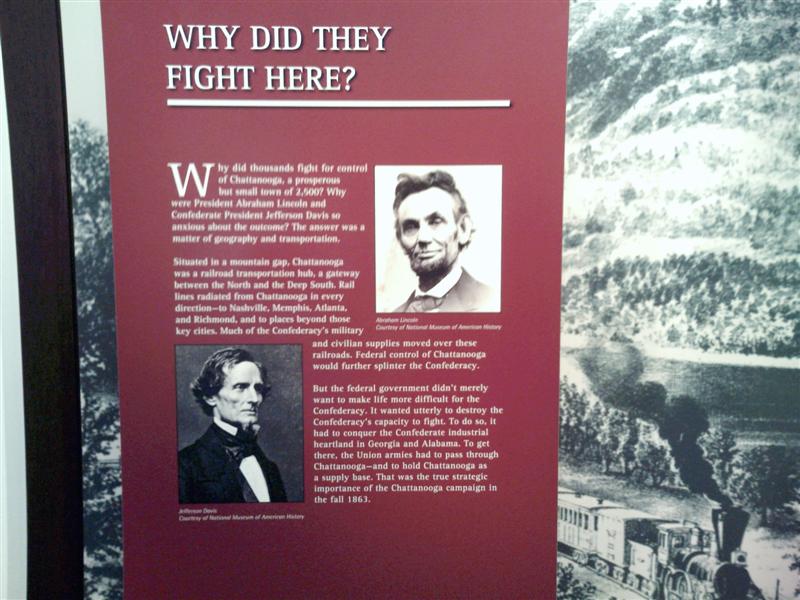 WHY DID THEY
FIGHT HERE?
Why did thousands fight for control
of Chattanooga, a prosperous
but small town of 2,500? Why
were President Abraham Lincoln and
Confederate President Jefferson Davis so
anxious about the outcome? The answer was a
matter of geography and transportation.
Situated in a mountain gap, Chattanooga
was a railroad transportation hub, a gateway
between the North and the Deep South. Rail
lines radiated from Chattanooga in every
direction—to Nashville, Memphis, Atlanta,
and Richmond, and to places beyond those
key cities. Much of the Confederacy's military
and civilian supplies moved over these
railroads. Federal control of Chattanooga
would further splinter the Confederacy.
But the federal government didn't merely
want to make life more difficult for the
Confederacy. It wanted utterly to destroy the
Confederacy's capacity to fight. To do so, it
had to conquer the Confederate industrial
heartland in Georgia and Alabama. To get
there, the Union armies had to pass through
Chattanooga—and to hold Chattanooga as
a supply base. That was the true strategic
importance of the Chattanooga campaign in
the fall 1863.
Abraham Lincoln
Courtesy of National Museum of American History
Jefferson Davis
Courtesy of National Museum of American History